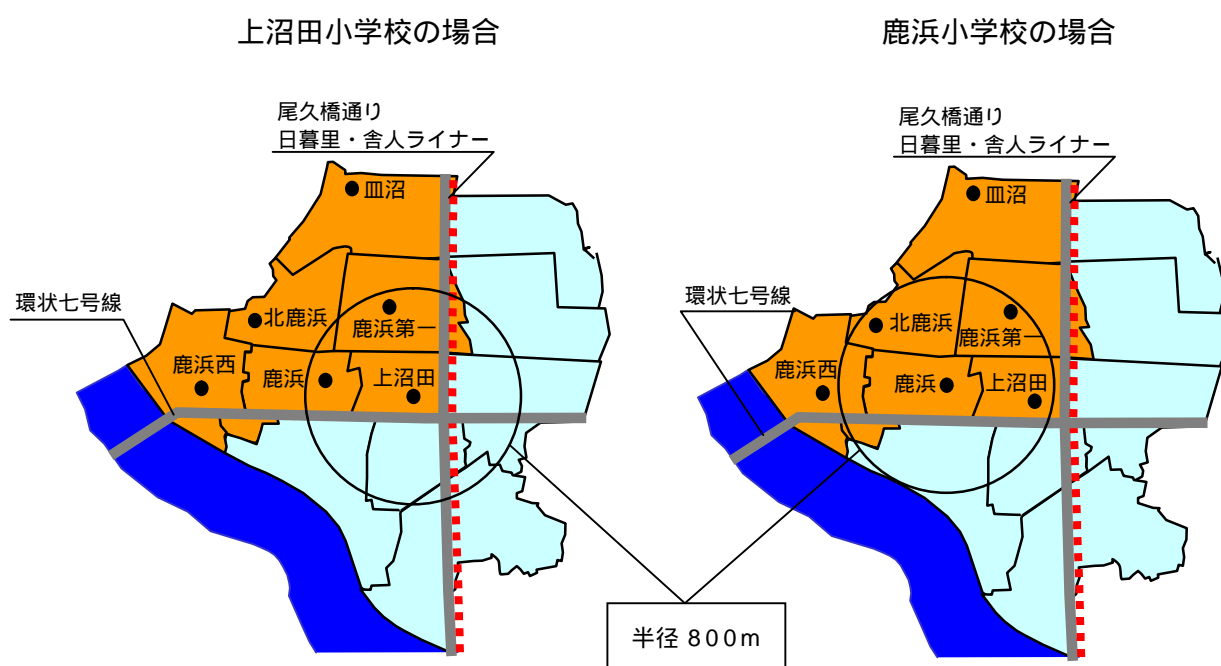 上沼田小学校の場合
尾久橋通り
日暮里・舎人ライナー
皿沼
環状七号線
北鹿浜
鹿浜第一
鹿浜西
鹿浜
上沼田
鹿浜小学校の場合
尾久橋通り
日暮里・舎人ライナー
皿沼
環状七号線
北鹿浜
鹿浜第一
鹿浜西
鹿浜
上沼田
半径 800m